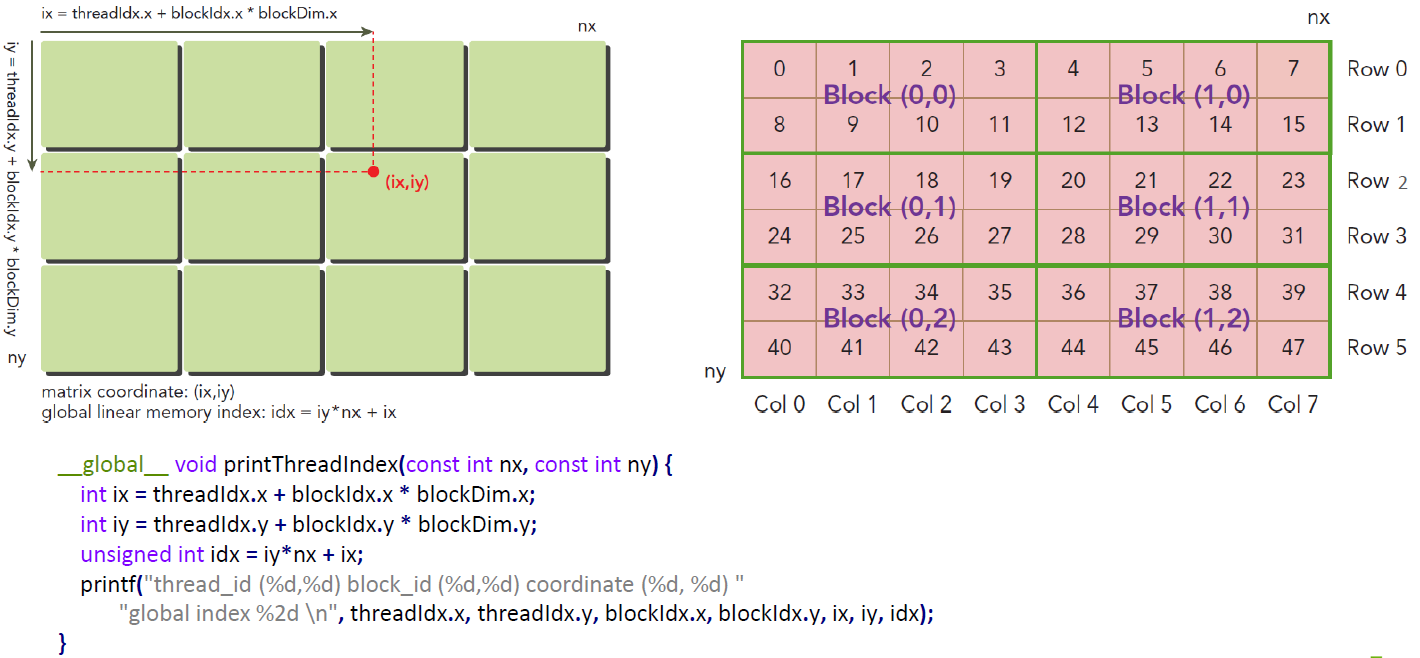 ix = threadIdx.x + blockIdx.x * blockDim.x
nx
iy = threadIdx.y + blockIdx.y * blockDim.y
(ix,iy)
ny
matrix coordinate: (ix,iy)
global linear memory index: idx = iy*nx + ix
nx
0 1 2 3 4 5 6 7 Row 0
Block (0,0) Block (1,0)
8 9 10 11 12 13 14 15 Row 1
16 17 18 19 20 21 22 23 Row 2
Block (0,1) Block (1,1)
24 25 26 27 28 29 30 31 Row 3
32 33 34 35 36 37 38 39 Row 4
Block (0,2) Block (1,2)
40 41 42 43 44 45 46 47 Row 5
ny
Col 0 Col 1 Col 2 Col 3 Col 4 Col 5 Col 6 Col 7
__global__ void printThreadIndex(const int nx, const int ny) {
int ix = threadIdx.x + blockIdx.x * blockDim.x;
int iy = threadIdx.y + blockIdx.y * blockDim.y;
unsigned int idx = iy*nx + ix;
printf("thread_id (%d,%d) block_id (%d,%d) coordinate (%d, %d) "
"global index %2d \n", threadIdx.x, threadIdx.y, blockIdx.x, blockIdx.y, ix, iy, idx);
}